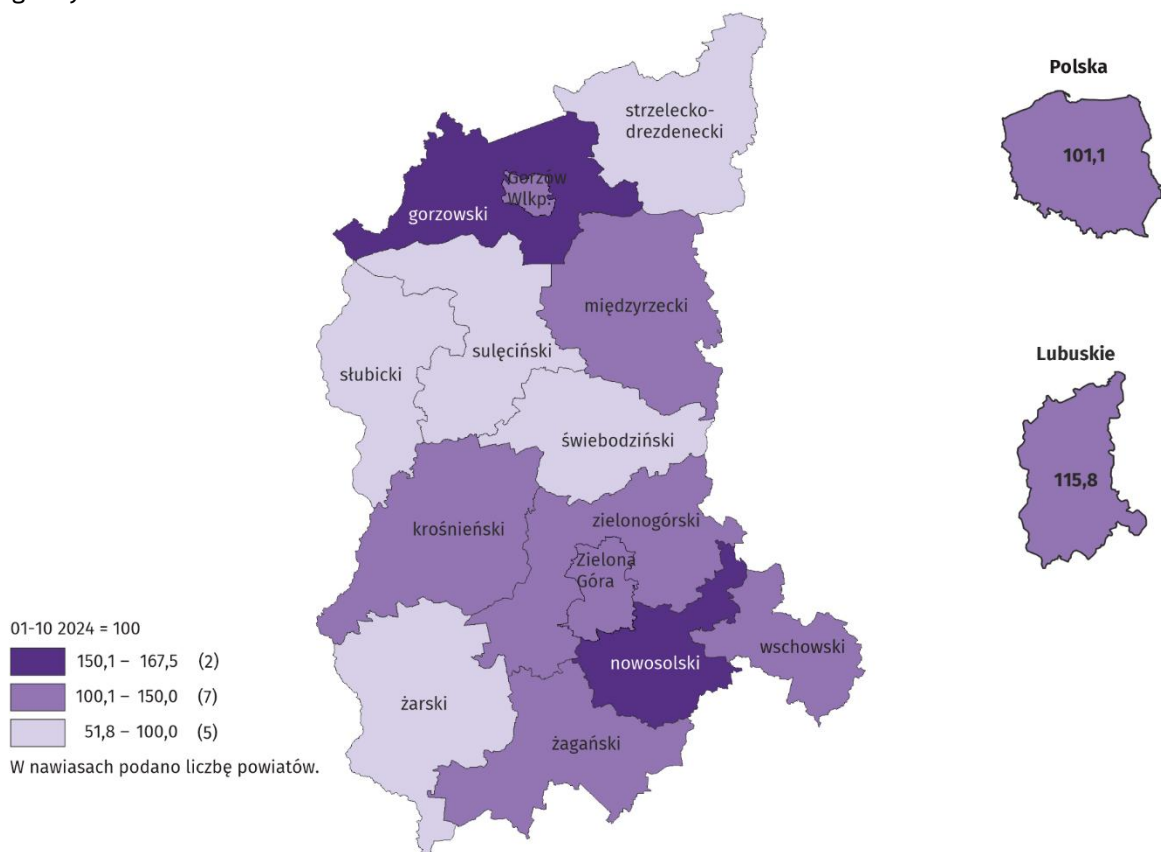 strzelecko-
drezdenecki
Gorzów
Wlkp.
gorzowski
międzyrzecki
sulęciński
słubicki
świebodziński
krośnieński
zielonogórski
Zielona
Góra
nowosolski
wschowski
żarski
żagański
Polska
101,1
Lubuskie
115,8
01-10 2024 = 100
150,1 – 167,5 (2)
100,1 – 150,0 (7)
51,8 – 100,0 (5)
W nawiasach podano liczbę powiatów.